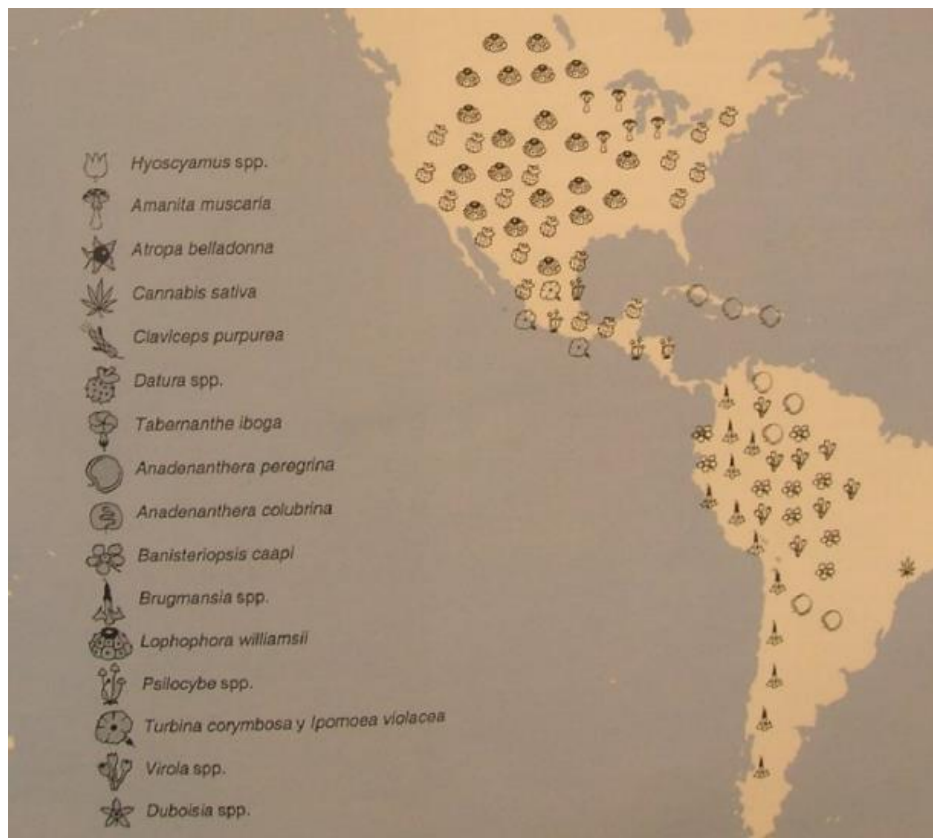 Hyoscyamus spp.
Amanita muscaria
Atropa belladonna
Cannabis sativa
Claviceps purpurea
Datura spp.
Tabernanthe iboga
Anadenanthera peregrina
Anadenanthera colubrina
Banisteriopsis caapi
Brugmansia spp.
Lophophora williamsii
Psilocybe spp.
Turbina corymbosa y Ipomoea violacea
Virola spp.
Duboisia spp.